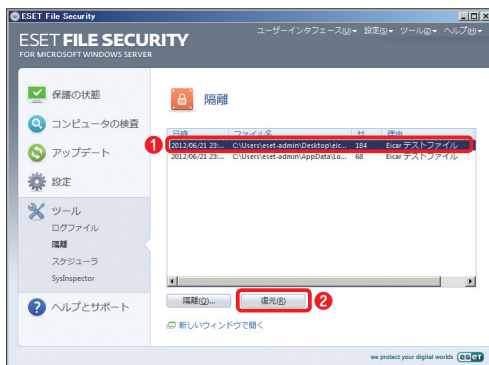 ESET File Security
ESET FILE SECURITY
FOR MICROSOFT WINDOWS SERVER
ユーザーインタフェース(U)▾ 設定(S)▾ ツール(O)▾ ヘルプ(H)▾
保護の状態
コンピュータの検査
アップデート
設定
ツール
ログファイル
隔離
スケジューラ
SysInspector
ヘルプとサポート
隔離
日時 ファイル名 サ... 理由
❶
2012/06/21 23:... C:\Users\eset-admin\Desktop\eic... 184 Eicar テストファイル
2012/06/21 23:... C:\Users\eset-admin\AppData\Lo... 68 Eicar テストファイル
隔離(Q)... 復元(R) ❷
新しいウィンドウで開く
we protect your digital worlds eset